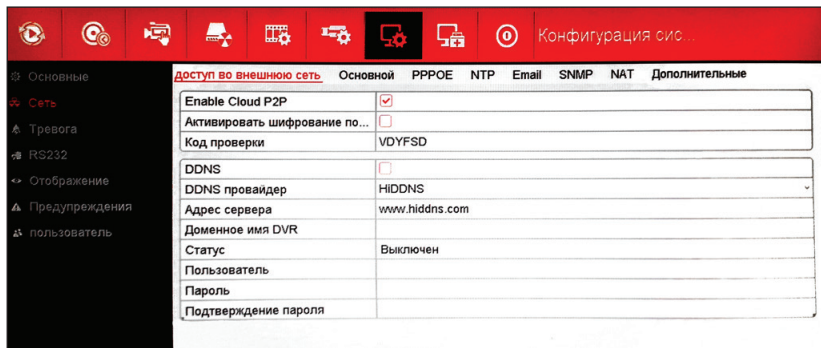 Конфигурация сис...
Основные
Сеть
Тревога
RS232
Отображение
Предупреждения
пользователь
доступ во внешнюю сеть Основной PPPOE NTP Email SNMP NAT Дополнительные
Enable Cloud P2P
Активировать шифрование по...
Код проверки VDYFSD
DDNS
DDNS провайдер HiDDNS
Адрес сервера www.hiddns.com
Доменное имя DVR
Статус Выключен
Пользователь
Пароль
Подтверждение пароля